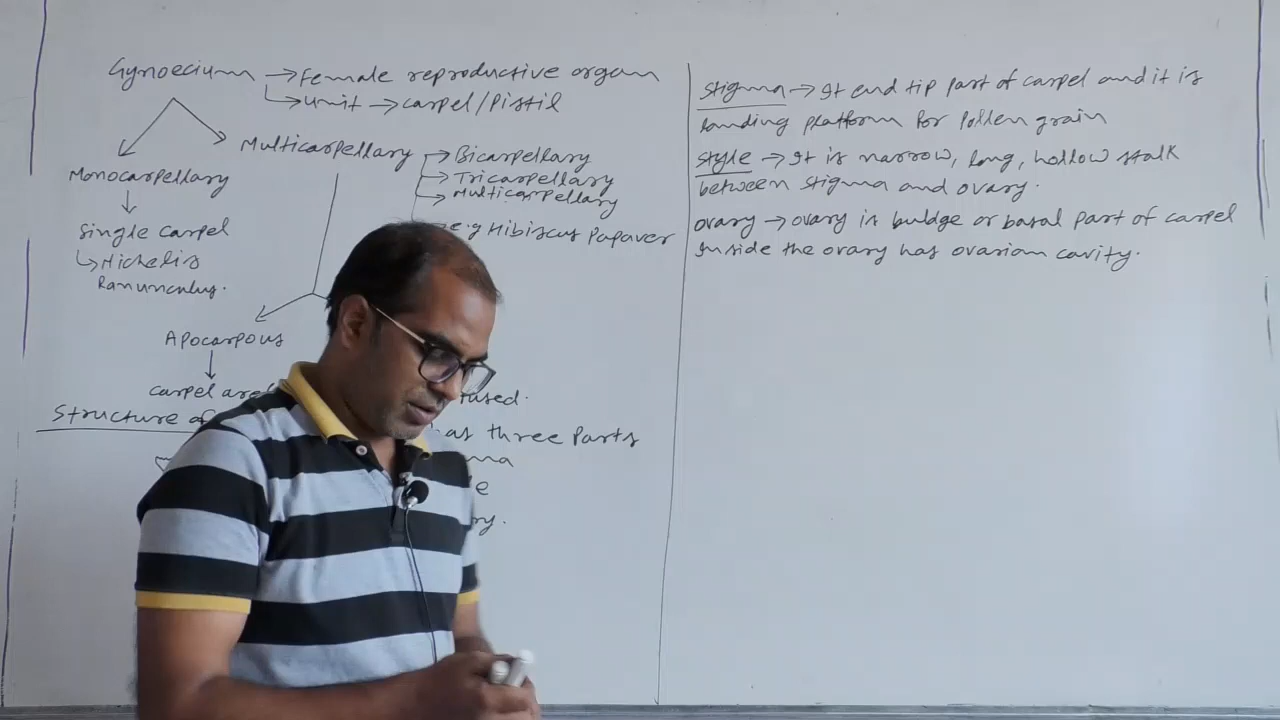 Gynoecium → Female reproductive organ
↳ unit → carpel/Pistil
Multicarpellary → Bicarpellary
→ Tricarpellary
→ Multicarpellary
Monocarpellary
Single carpel
e.g Hibiscus Papaver
↳ Michelis
Ranunculus.
Apocarpous
carpel are
fused.
Structure of
has three Parts
Stigma → It end tip part of carpel and it is
landing platform for Pollen grain
Style → It is narrow, long, hollow stalk
between stigma and ovary.
ovary → ovary is buldge or basal part of carpel
Inside the ovary has ovarian cavity.